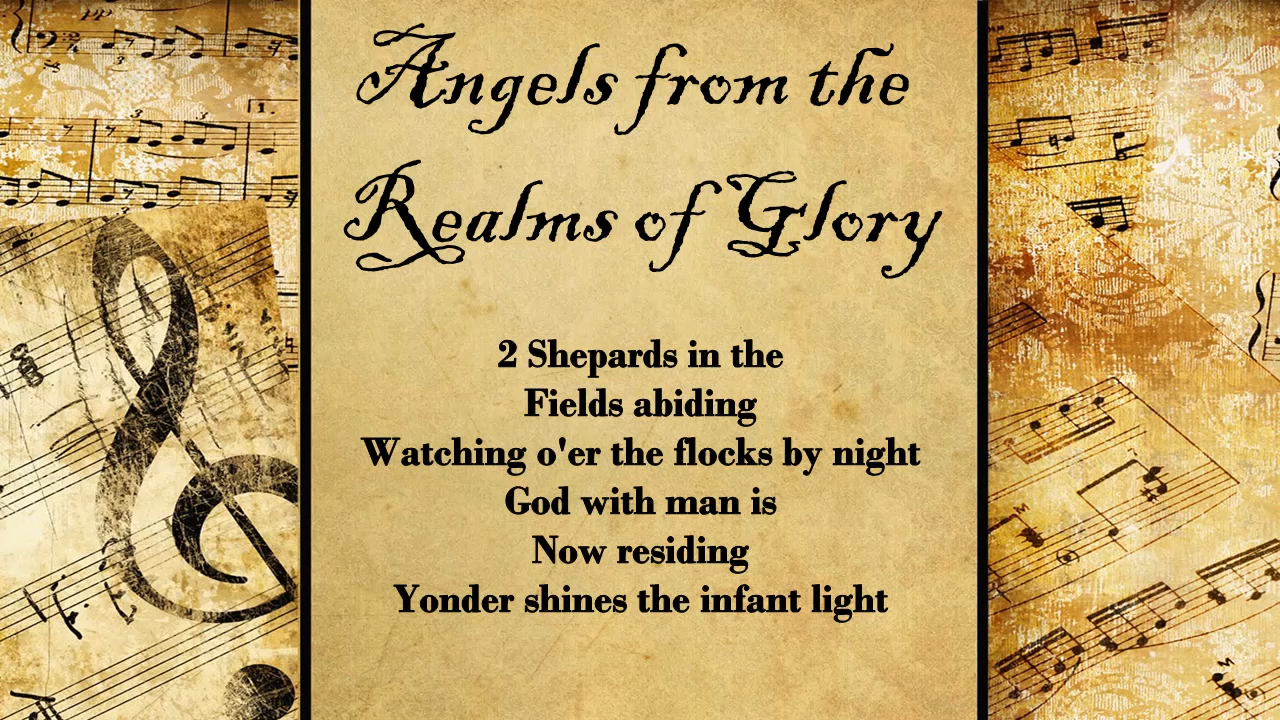 Angels from the
Realms of Glory
2 Shepards in the
Fields abiding
Watching o'er the flocks by night
God with man is
Now residing
Yonder shines the infant light